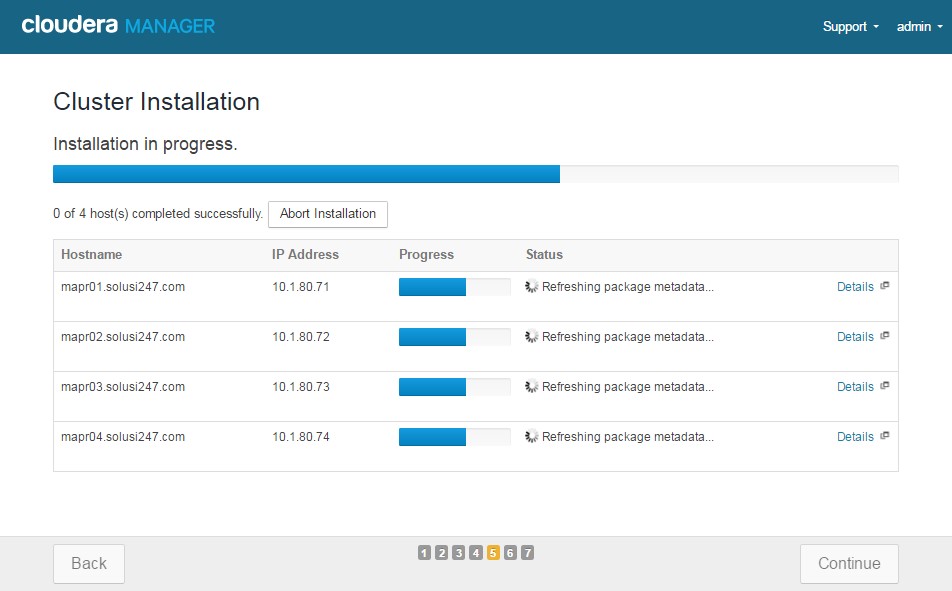 cloudera MANAGER Support admin
Cluster Installation
Installation in progress.
0 of 4 host(s) completed successfully. Abort Installation
Hostname IP Address Progress Status
mapr01.solusi247.com 10.1.80.71 Refreshing package metadata... Details
mapr02.solusi247.com 10.1.80.72 Refreshing package metadata... Details
mapr03.solusi247.com 10.1.80.73 Refreshing package metadata... Details
mapr04.solusi247.com 10.1.80.74 Refreshing package metadata... Details
Back 1 2 3 4 5 6 7 Continue